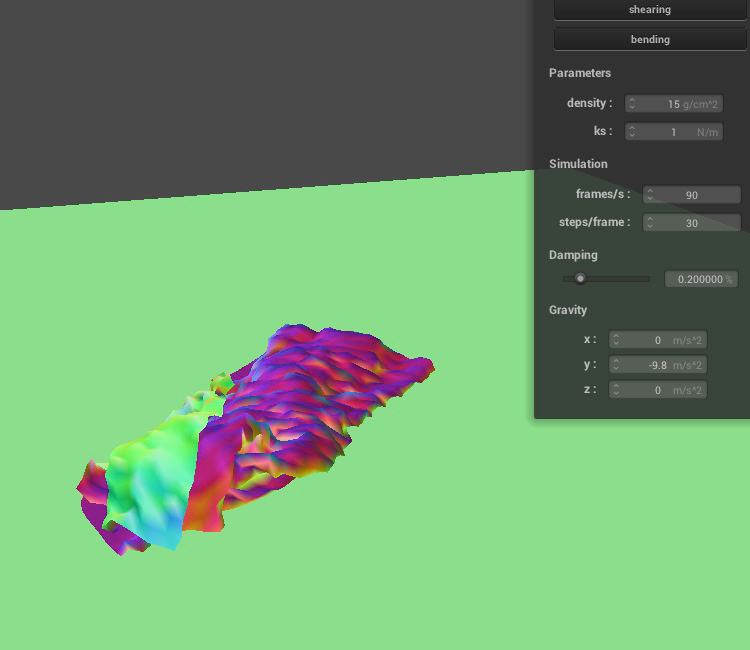 shearing
bending
Parameters
density : 15 g/cm^2
ks : 1 N/m
Simulation
frames/s : 90
steps/frame : 30
Damping
0.200000 %
Gravity
x : 0 m/s^2
y : -9.8 m/s^2
z : 0 m/s^2